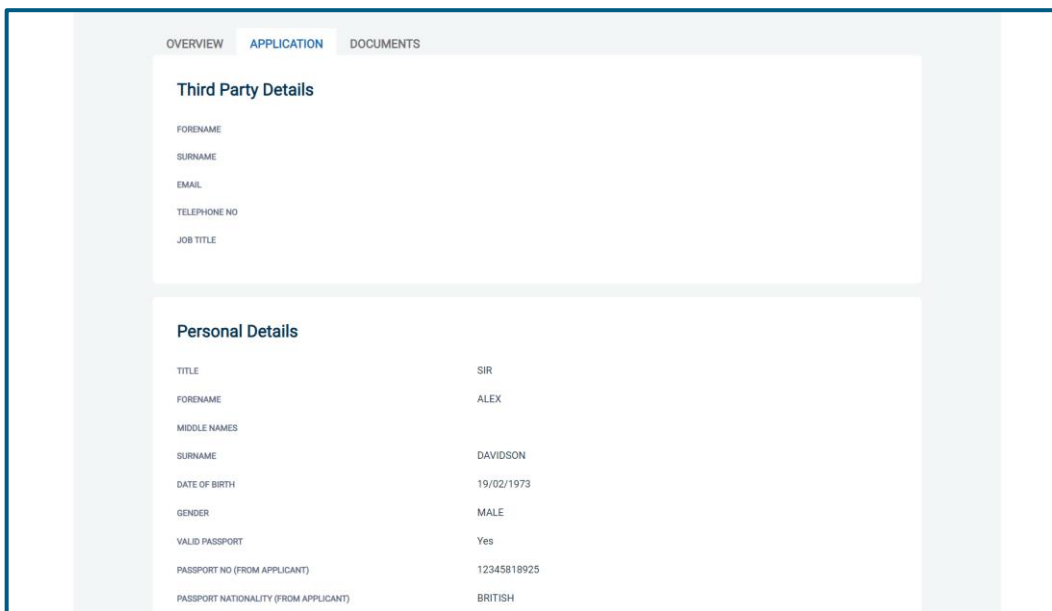 OVERVIEW APPLICATION DOCUMENTS
Third Party Details
FORENAME
SURNAME
EMAIL
TELEPHONE NO
JOB TITLE
Personal Details
TITLE SIR
FORENAME ALEX
MIDDLE NAMES
SURNAME DAVIDSON
DATE OF BIRTH 19/02/1973
GENDER MALE
VALID PASSPORT Yes
PASSPORT NO (FROM APPLICANT) 12345818925
PASSPORT NATIONALITY (FROM APPLICANT) BRITISH